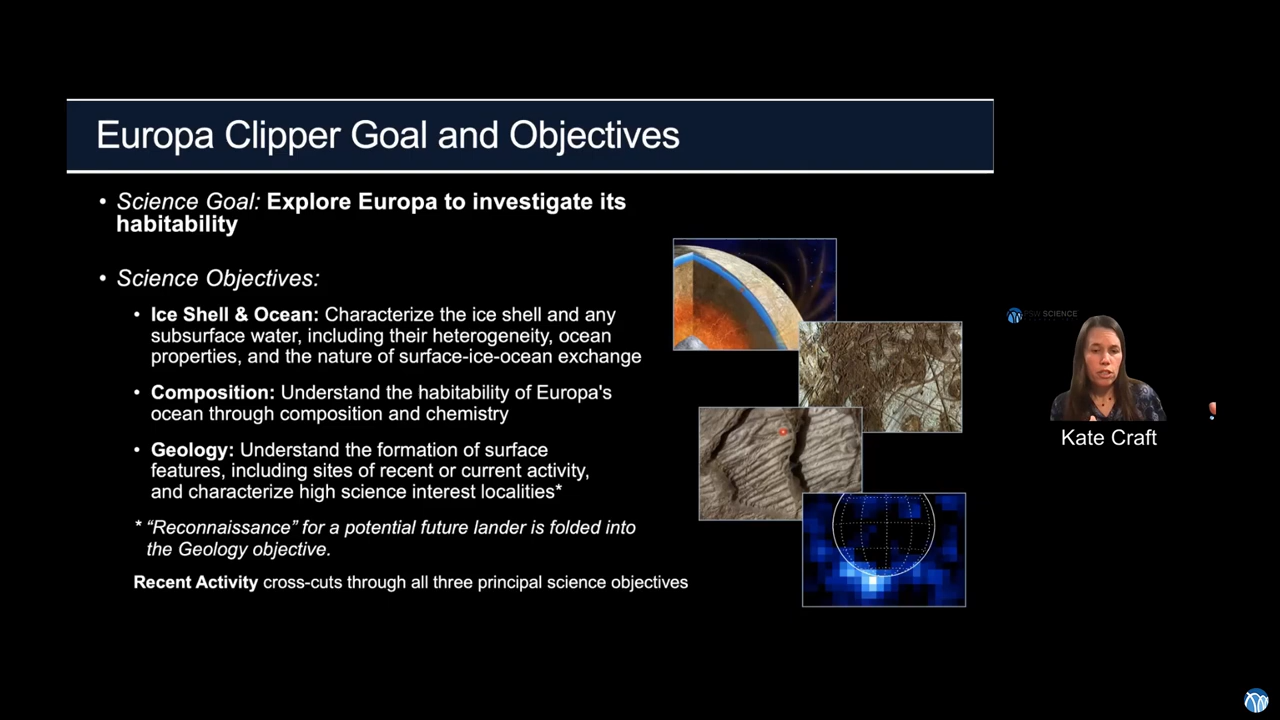 Europa Clipper Goal and Objectives
• Science Goal: Explore Europa to investigate its
habitability
• Science Objectives:
• Ice Shell & Ocean: Characterize the ice shell and any
subsurface water, including their heterogeneity, ocean
properties, and the nature of surface-ice-ocean exchange
• Composition: Understand the habitability of Europa's
ocean through composition and chemistry
• Geology: Understand the formation of surface
features, including sites of recent or current activity,
and characterize high science interest localities*
* “Reconnaissance” for a potential future lander is folded into
the Geology objective.
Recent Activity cross-cuts through all three principal science objectives
PSW SCIENCE
Kate Craft